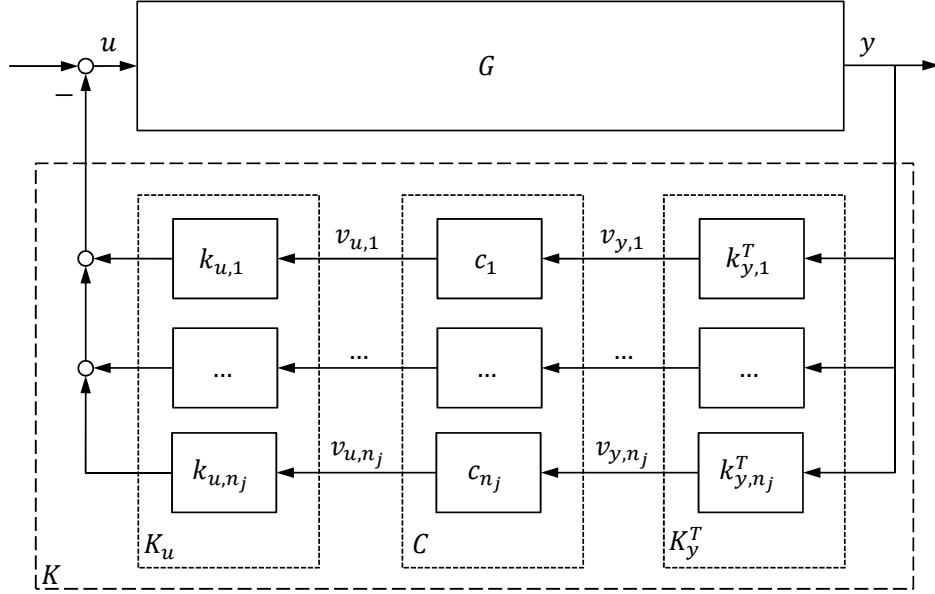 u
G
y
−
k_{u,1}
v_{u,1}
c_1
v_{y,1}
k_{y,1}^T
...
...
...
...
...
k_{u,n_j}
v_{u,n_j}
c_{n_j}
v_{y,n_j}
k_{y,n_j}^T
K_u
C
K_y^T
K